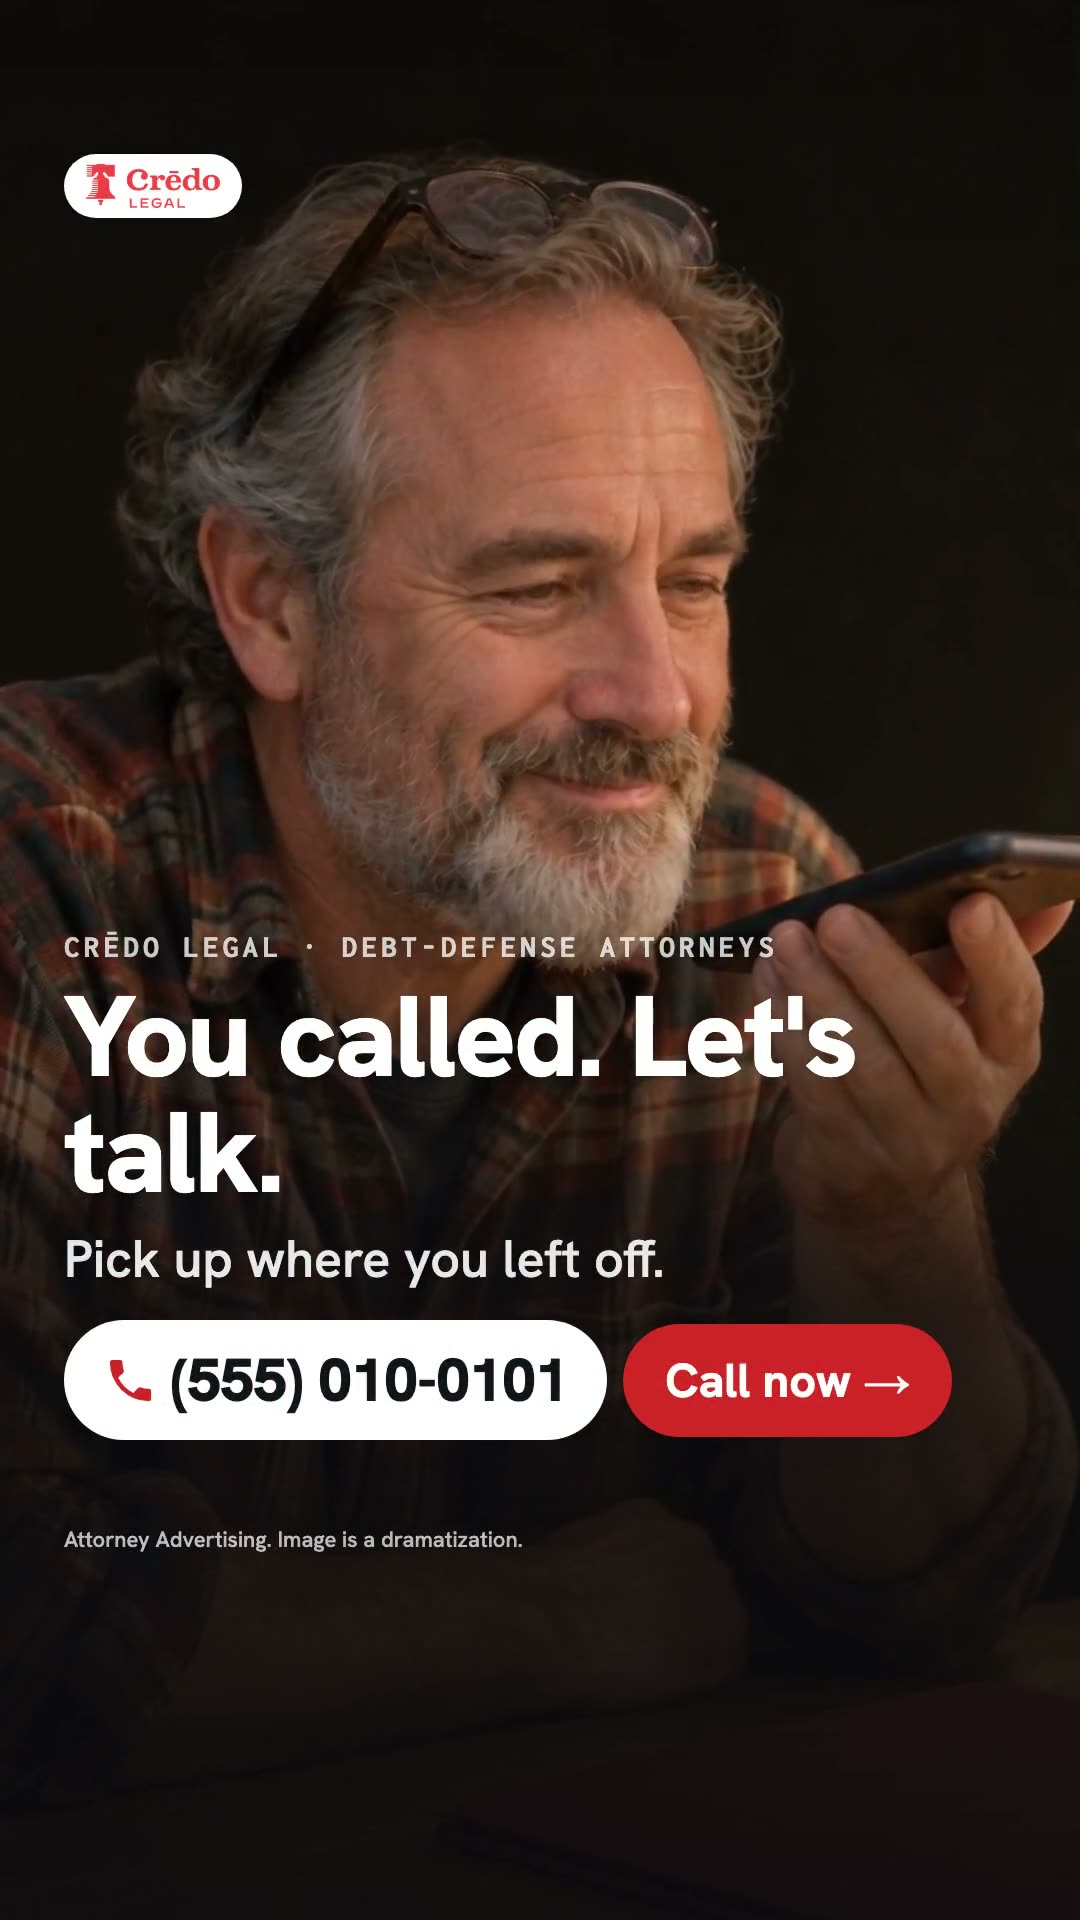 Crēdo
LEGAL
CRĒDO LEGAL · DEBT-DEFENSE ATTORNEYS
You called. Let's
talk.
Pick up where you left off.
(555) 010-0101
Call now →
Attorney Advertising. Image is a dramatization.